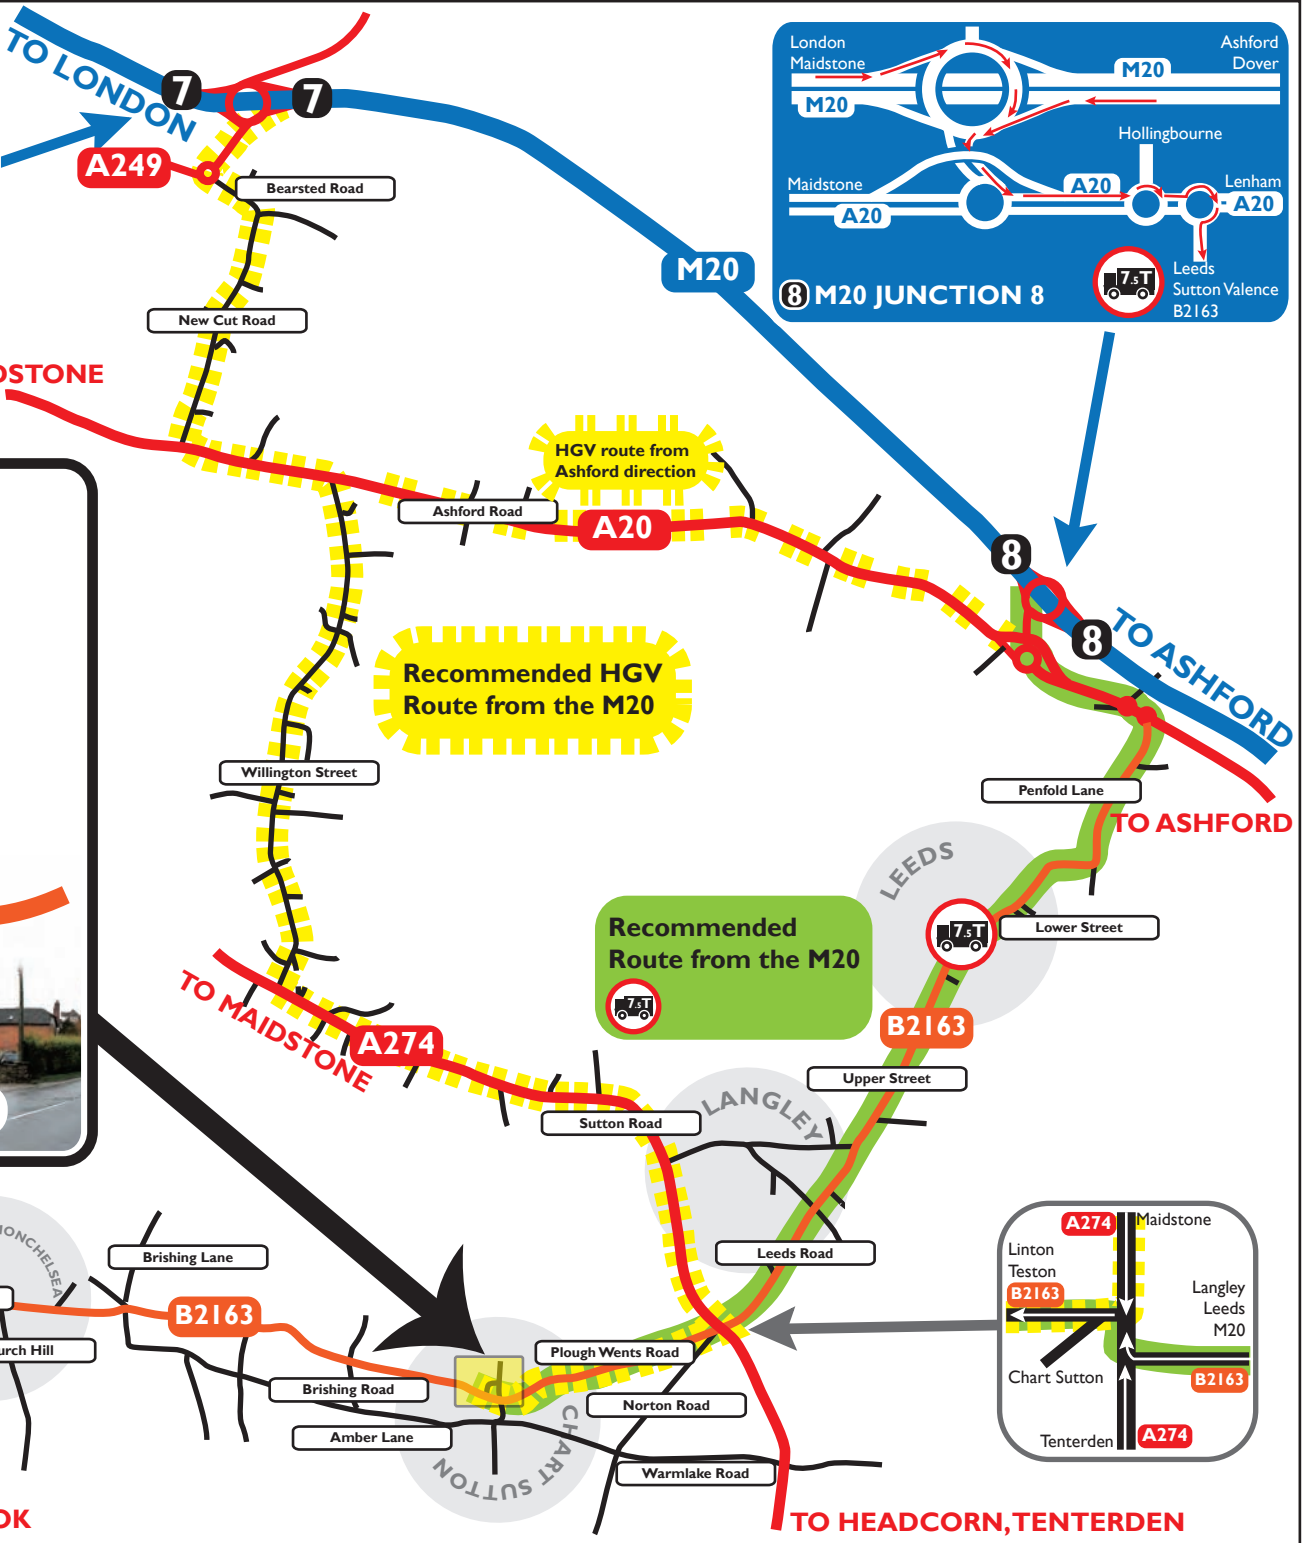 TO LONDON
7
7
A249
Bearsted Road
New Cut Road
M20
London
Maidstone
M20
Ashford
Dover
M20
Hollingbourne
Maidstone
A20
A20
Lenham
A20
8 M20 JUNCTION 8
7.5T
Leeds
Sutton Valence
B2163
DSTONE
HGV route from
Ashford direction
Ashford Road
A20
8
8
TO ASHFORD
Recommended HGV
Route from the M20
Willington Street
Penfold Lane
TO ASHFORD
LEEDS
7.5T
Lower Street
Recommended
Route from the M20
7.5T
B2163
TO MAIDSTONE
A274
Upper Street
Sutton Road
LANGLEY
Leeds Road
A274
Maidstone
Linton
Teston
B2163
Langley
Leeds
M20
Chart Sutton
B2163
Tenterden
A274
ONCHELSEA
Brishing Lane
B2163
urch Hill
Plough Wents Road
Brishing Road
Norton Road
Amber Lane
CHART SUTTON
Warmlake Road
OK
TO HEADCORN, TENTERDEN